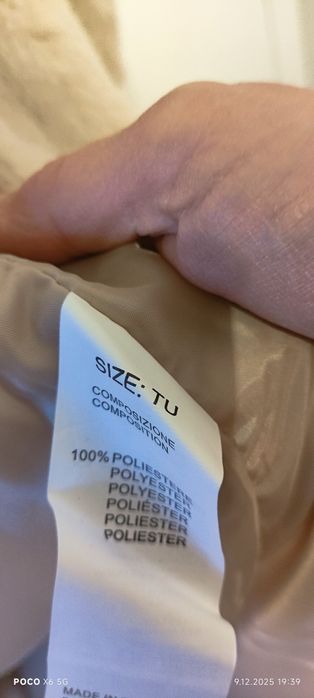 SIZE: TU
COMPOSIZIONE
COMPOSITION
100% POLIESTERE
POLYESTER
POLYESTER
POLIÉSTER
POLIESTER
POLIESTER
MADE IN
POCO X6 5G
9.12.2025 19:39